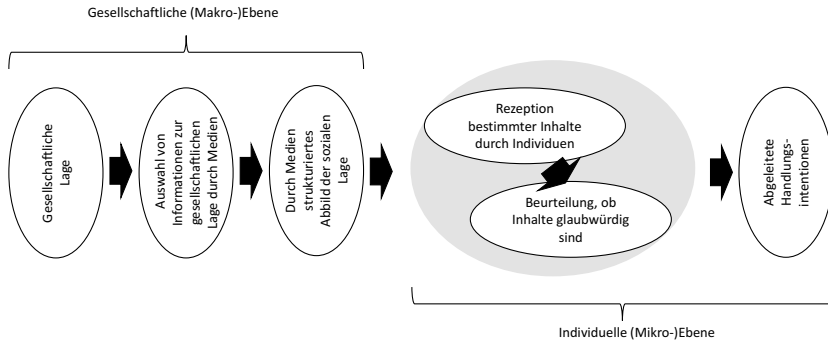 Gesellschaftliche (Makro-)Ebene
Gesellschaftliche
Lage
Auswahl von
Informationen zur
gesellschaftlichen
Lage durch Medien
Durch Medien
strukturiertes
Abbild der sozialen
Lage
Rezeption
bestimmter Inhalte
durch Individuen
Beurteilung, ob
Inhalte glaubwürdig
sind
Abgeleitete
Handlungs-
intentionen
Individuelle (Mikro-)Ebene